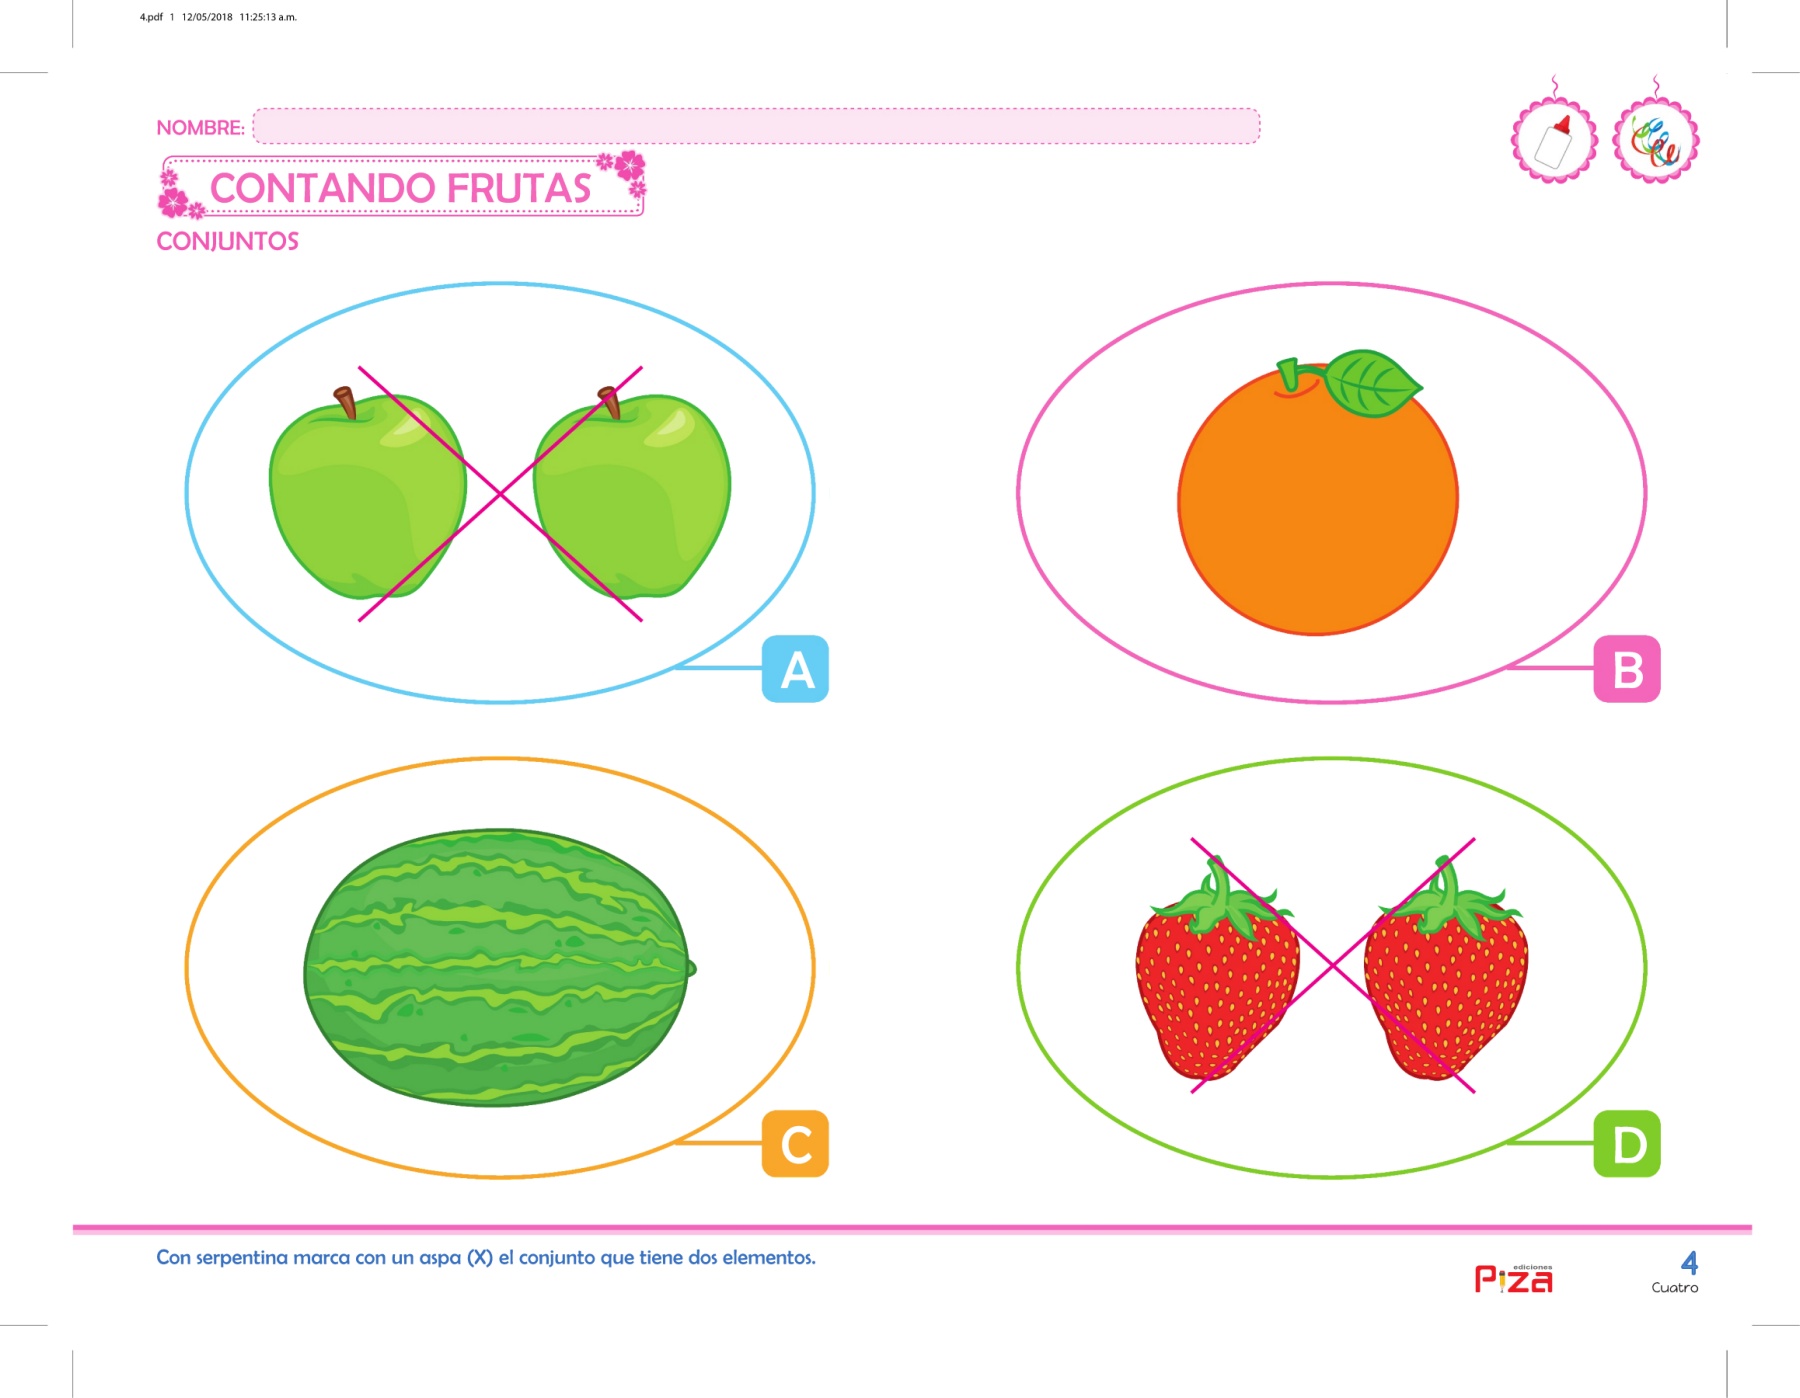 4.pdf 1 12/05/2018 11:25:13 a.m.
NOMBRE:
CONTANDO FRUTAS
CONJUNTOS
A
B
C
D
Con serpentina marca con un aspa (X) el conjunto que tiene dos elementos.
ediciones
Piza
4
Cuatro